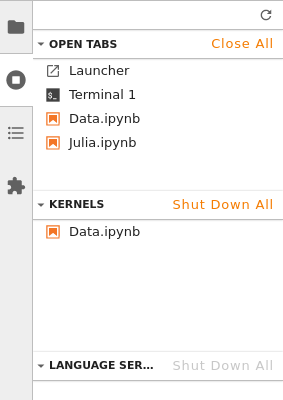 OPEN TABS Close All
Launcher
$_ Terminal 1
Data.ipynb
Julia.ipynb
KERNELS Shut Down All
Data.ipynb
LANGUAGE SER... Shut Down All